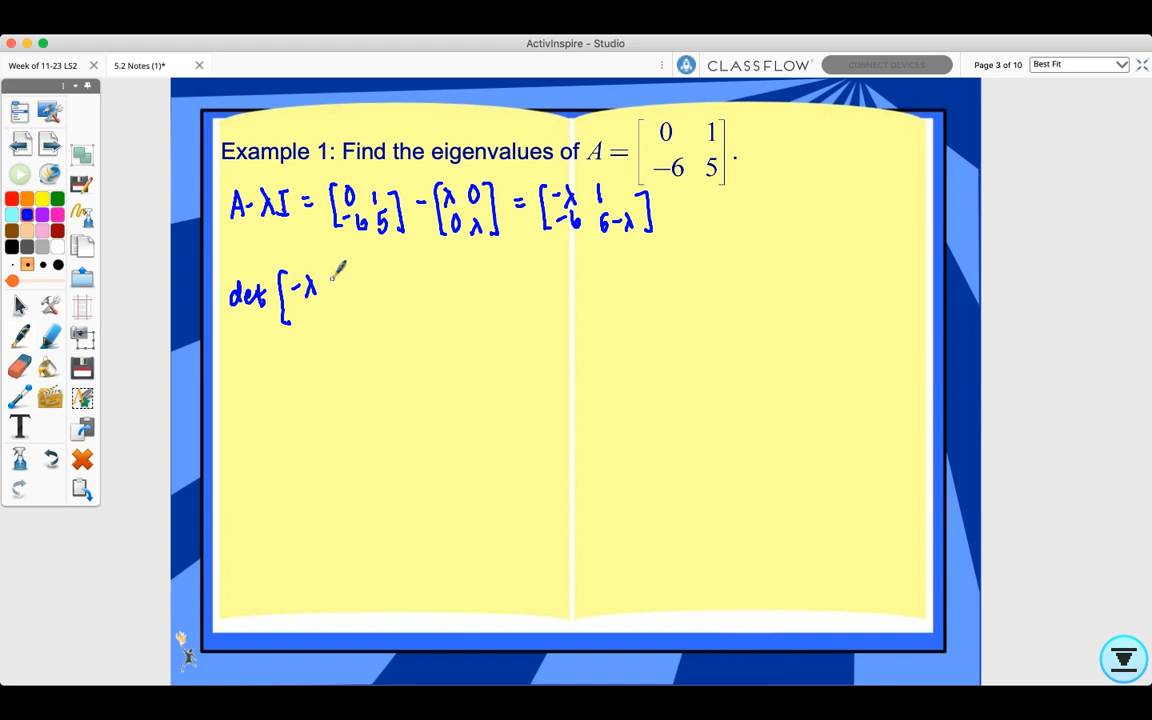 ActivInspire - Studio
Week of 11-23 LS2
5.2 Notes (1)*
CLASSFLOW
CONNECT DEVICES
Page 3 of 10
Best Fit
Example 1: Find the eigenvalues of A = [ 0 1
−6 5 ] .
A-λI = [ 0 1 ] - [ λ 0 ] = [ -λ 1 ]
[ -6 5 ] [ 0 λ ] [ -6 5-λ ]
det [ -λ
T